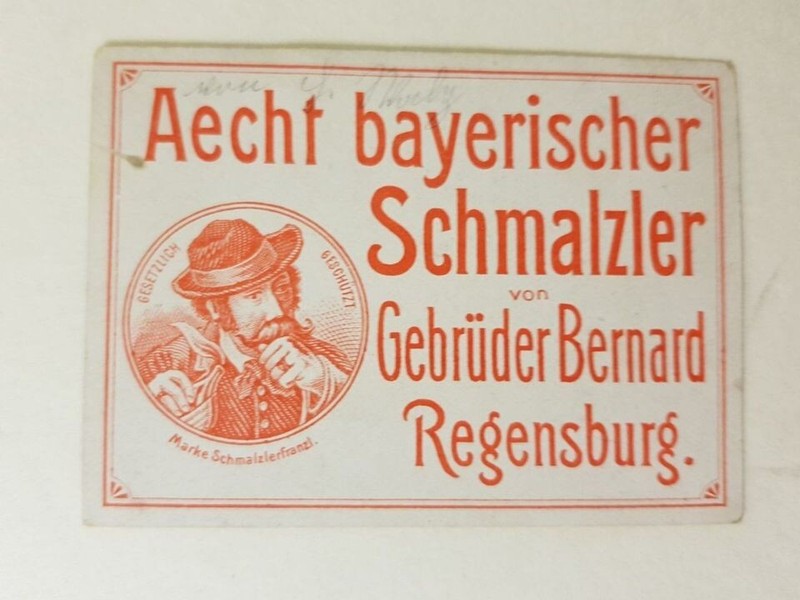 Aecht bayerischer
Schmalzler
von
Gebrüder Bernard
Regensburg.
GESETZLICH GESCHÜTZT
Marke Schmalzlerfranzl.